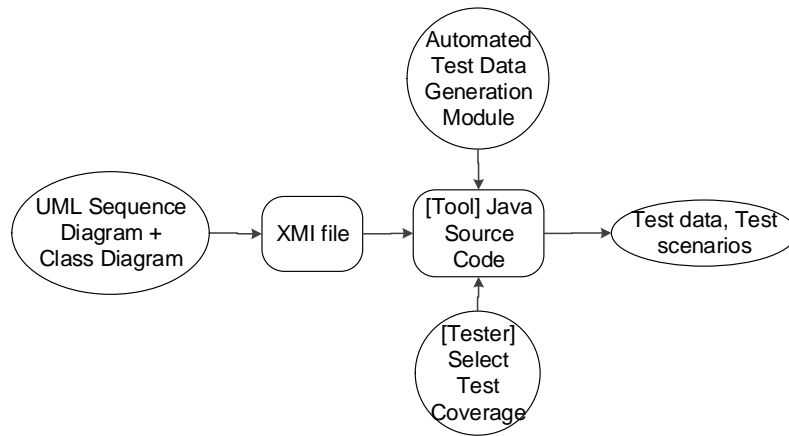 Automated
Test Data
Generation
Module
UML Sequence
Diagram +
Class Diagram
XMI file
[Tool] Java
Source
Code
Test data, Test
scenarios
[Tester]
Select
Test
Coverage